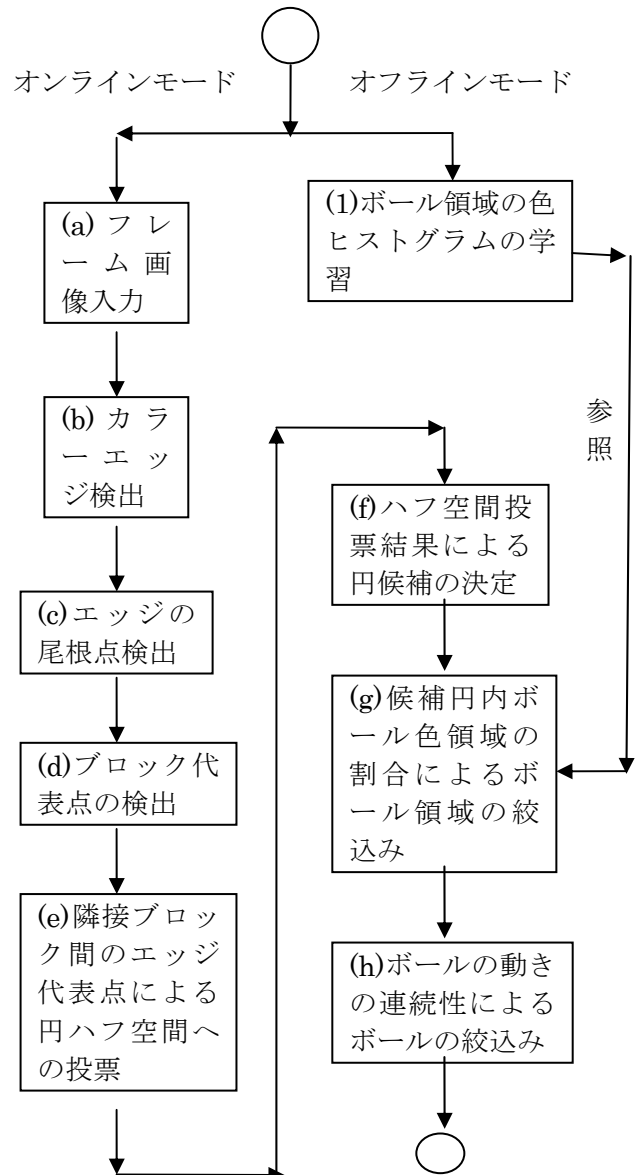 オンラインモード
オフラインモード
(a) フレ
ーム画
像入力
(b) カラ
ーエッ
ジ検出
(c)エッジの
尾根点検出
(d)ブロック代
表点の検出
(e)隣接ブロッ
ク間のエッジ
代表点による
円ハフ空間へ
の投票
(1)ボール領域の色
ヒストグラムの学
習
参
照
(f)ハフ空間投
票結果による
円候補の決定
(g)候補円内ボ
ール色領域の
割合によるボ
ール領域の絞
込み
(h)ボールの動き
の連続性による
ボールの絞込み